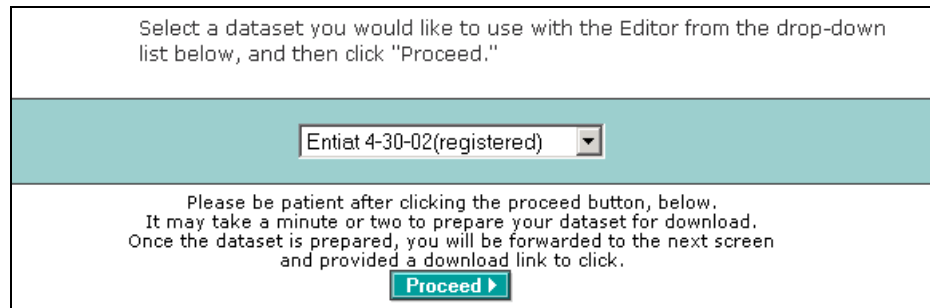 Select a dataset you would like to use with the Editor from the drop-down
list below, and then click "Proceed."
Entiat 4-30-02(registered)
Please be patient after clicking the proceed button, below.
It may take a minute or two to prepare your dataset for download.
Once the dataset is prepared, you will be forwarded to the next screen
and provided a download link to click.
Proceed